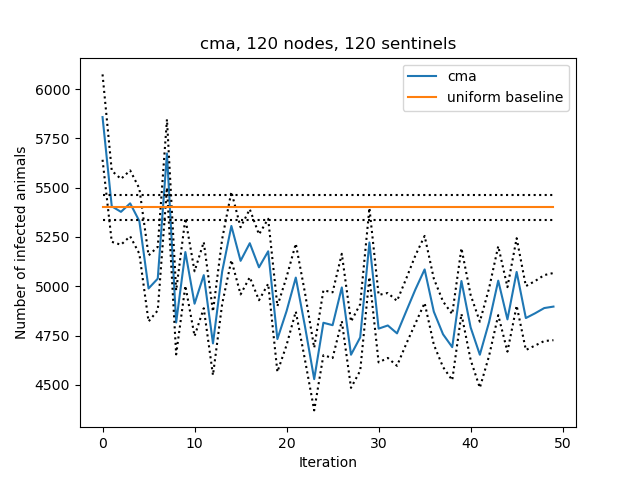 cma, 120 nodes, 120 sentinels
cma
uniform baseline
Number of infected animals
6000
5750
5500
5250
5000
4750
4500
0 10 20 30 40 50
Iteration